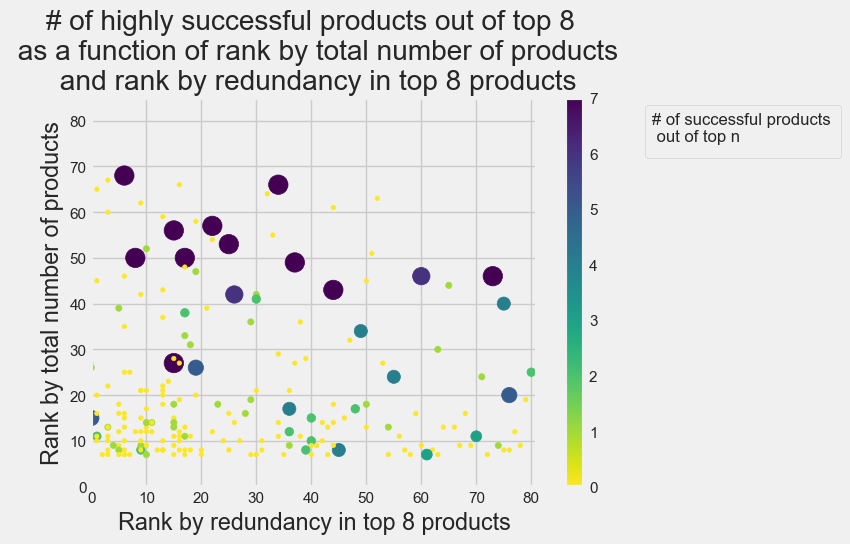 # of highly successful products out of top 8
as a function of rank by total number of products
and rank by redundancy in top 8 products
Rank by total number of products
80
70
60
50
40
30
20
10
0
0 10 20 30 40 50 60 70 80
Rank by redundancy in top 8 products
7
6
5
4
3
2
1
0
# of successful products
out of top n